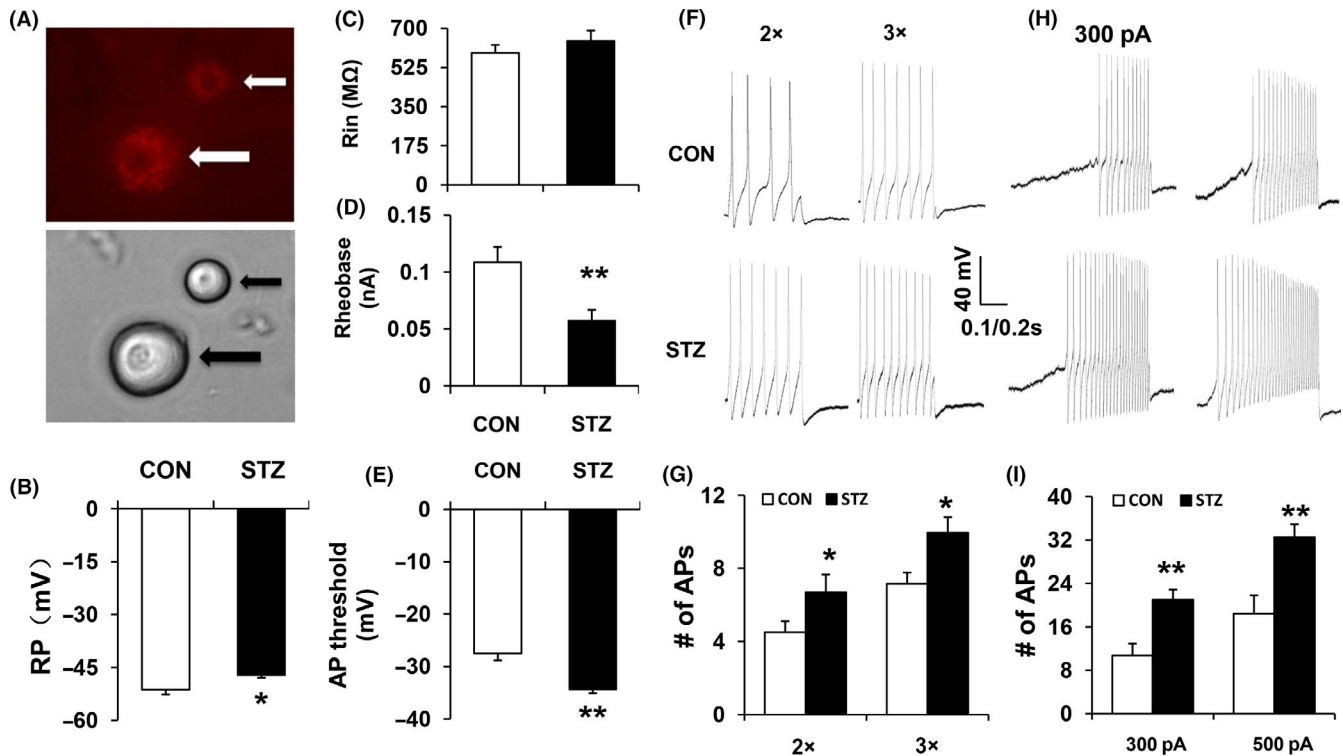 (A)
(B)
CON STZ
0
−15
−30
−45
−60
RP (mV)
*
(C)
700
525
350
175
0
Rin (MΩ)
(D)
0.15
0.1
0.05
0
Rheobase
(nA)
**
CON STZ
(E)
CON STZ
0
−10
−20
−30
−40
AP threshold
(mV)
**
(F)
2× 3×
CON
STZ
(G)
CON STZ
12
8
4
0
# of APs
* *
2× 3×
(H)
300 pA
40 mV
0.1/0.2s
(I)
CON STZ
40
32
24
16
8
0
# of APs
** **
300 pA 500 pA